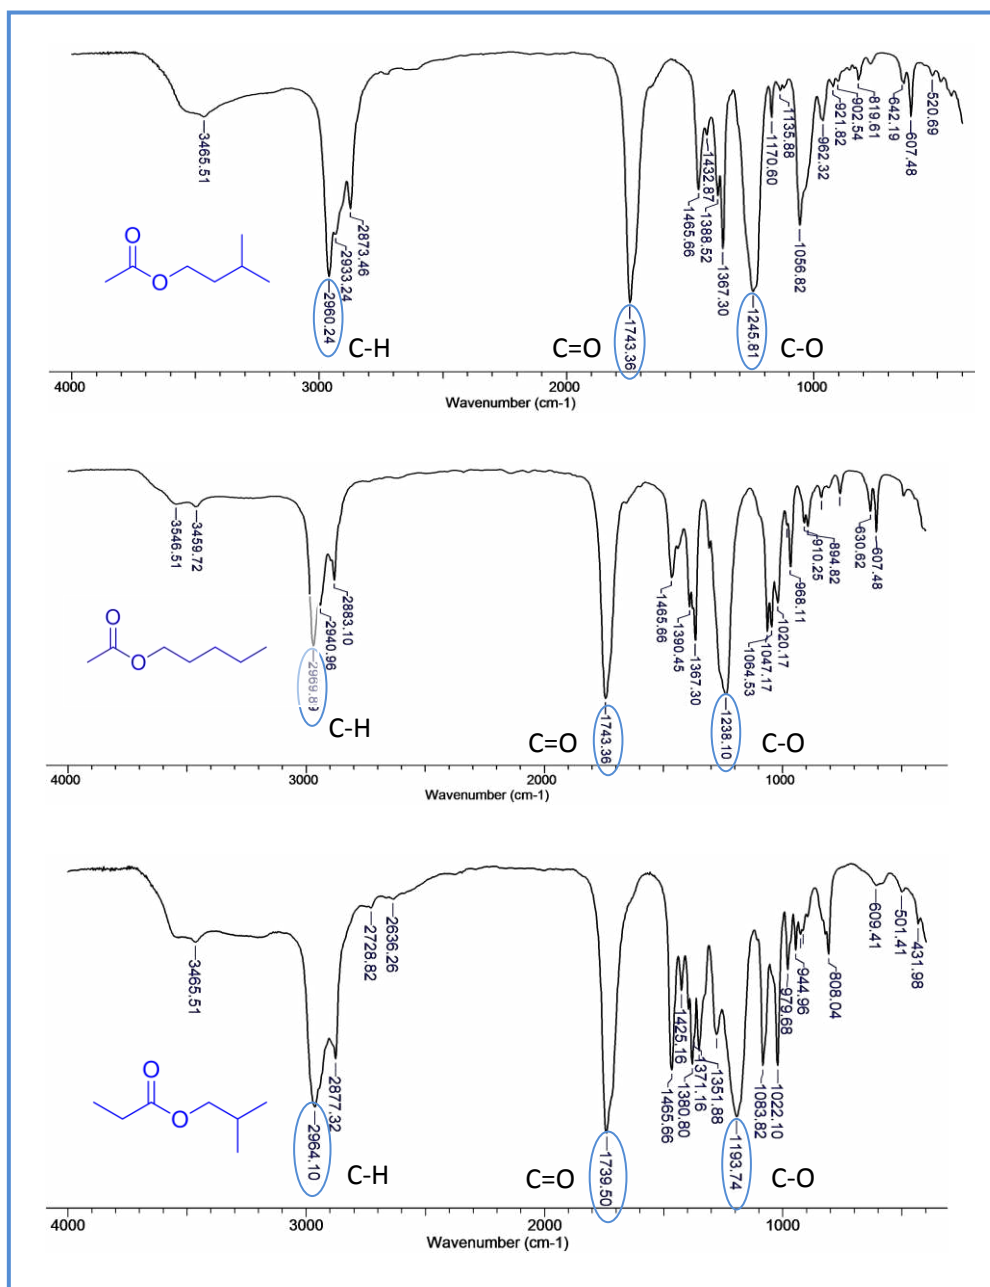 3465.51
2960.24
2933.24
2873.46
1743.36
1465.66
1432.87
1388.52
1367.30
1245.81
1170.60
1135.88
1056.82
962.32
921.82
902.54
819.61
642.19
607.48
520.69
O
O
C-H
C=O
C-O
4000 3000 2000 1000
Wavenumber (cm-1)
3546.51
3459.72
2969.89
2940.96
2883.10
1743.36
1465.66
1390.45
1367.30
1238.10
1064.53
1047.17
1020.17
968.11
910.25
894.82
630.62
607.48
O
O
C-H
C=O
C-O
4000 3000 2000 1000
Wavenumber (cm-1)
3465.51
2964.10
2877.32
2728.82
2636.26
1739.50
1465.66
1425.16
1380.80
1371.16
1351.88
1193.74
1083.82
1022.10
979.68
944.96
808.04
609.41
501.41
431.98
O
O
C-H
C=O
C-O
4000 3000 2000 1000
Wavenumber (cm-1)